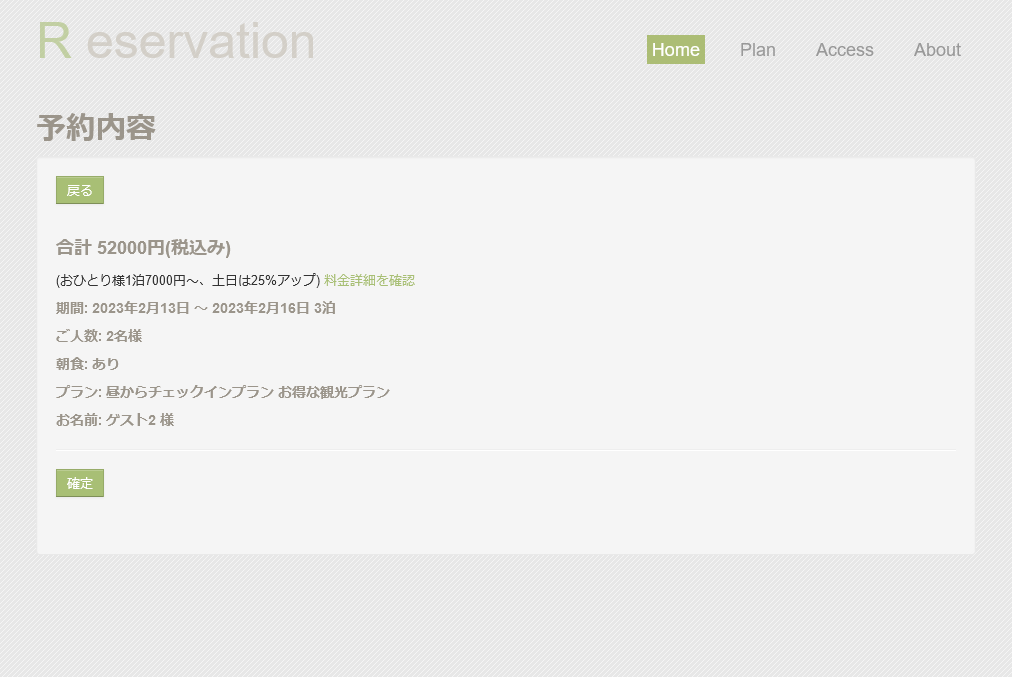 R eservation
Home Plan Access About
予約内容
戻る
合計 52000円(税込み)
(おひとり様1泊7000円～、土日は25%アップ) 料金詳細を確認
期間: 2023年2月13日 ～ 2023年2月16日 3泊
ご人数: 2名様
朝食: あり
プラン: 昼からチェックインプラン お得な観光プラン
お名前: ゲスト2 様
確定